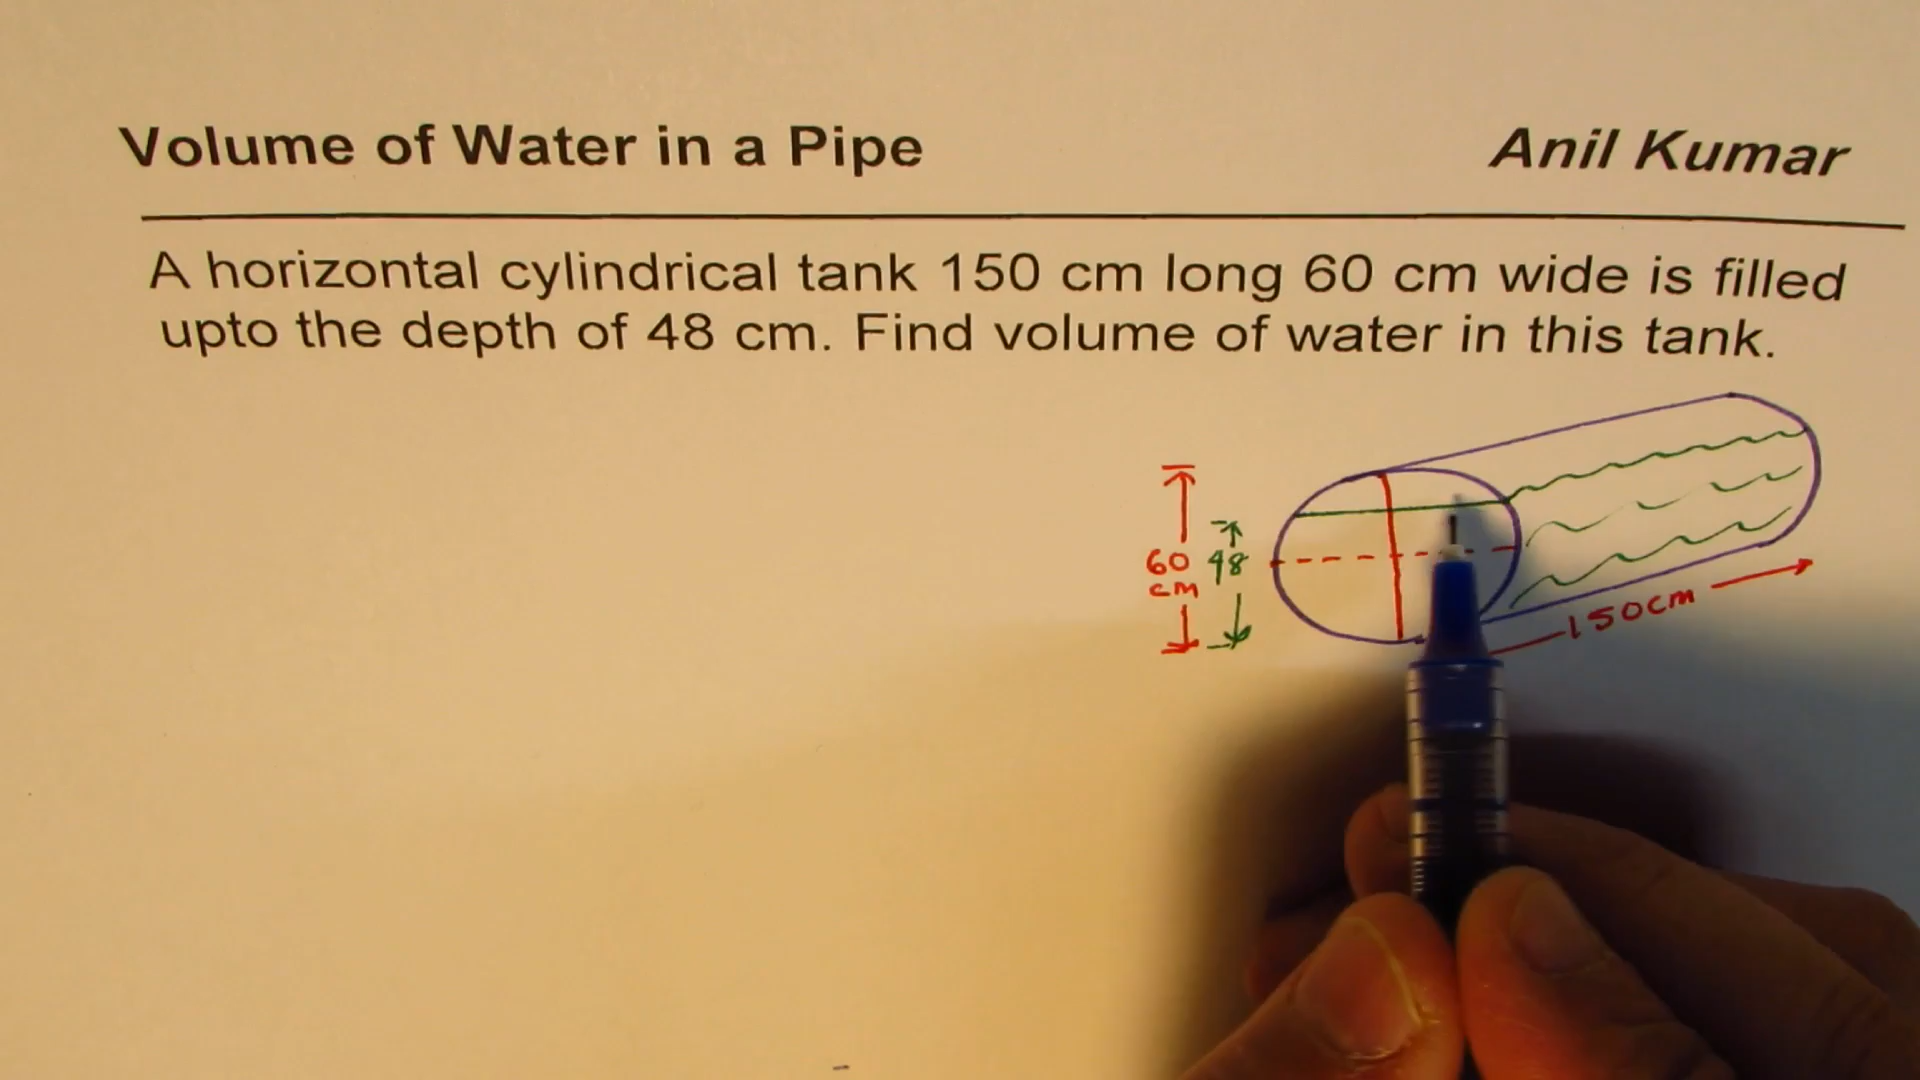 Volume of Water in a Pipe
Anil Kumar
A horizontal cylindrical tank 150 cm long 60 cm wide is filled
upto the depth of 48 cm. Find volume of water in this tank.
60
cm
48
150cm